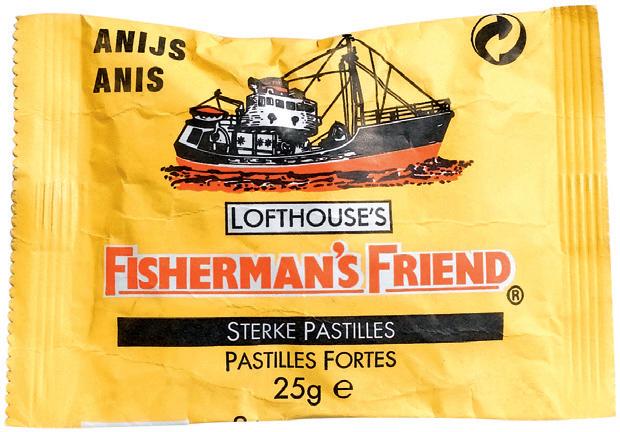 ANIJS
ANIS
LOFTHOUSE'S
FISHERMAN'S FRIEND®
STERKE PASTILLES
PASTILLES FORTES
25g ℮